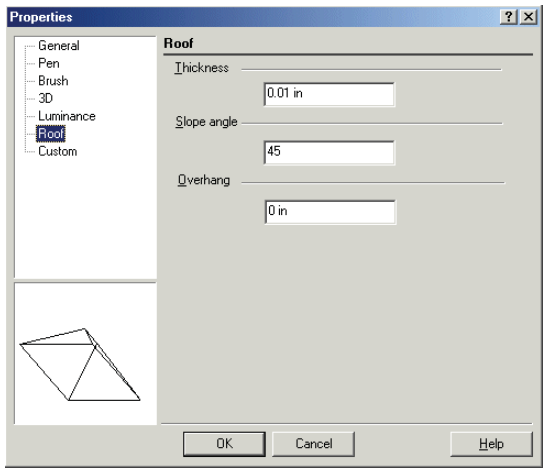 Properties
General
Pen
Brush
3D
Luminance
Roof
Custom
Roof
Thickness
0.01 in
Slope angle
45
Overhang
0 in
OK
Cancel
Help